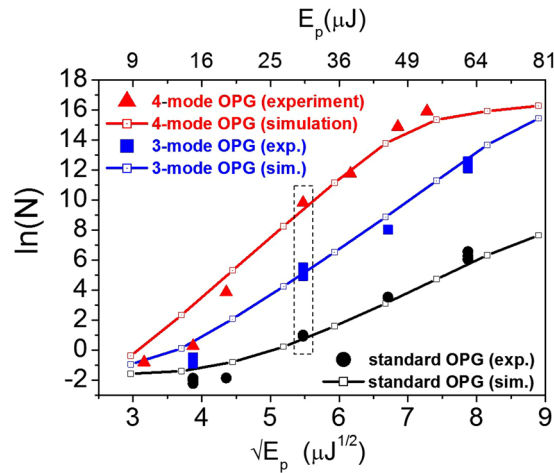 E_p(μJ)
9 16 25 36 49 64 81
18
16
14
12
10
8
6
4
2
0
−2
ln(N)
4-mode OPG (experiment)
4-mode OPG (simulation)
3-mode OPG (exp.)
3-mode OPG (sim.)
standard OPG (exp.)
standard OPG (sim.)
3 4 5 6 7 8 9
√E_p (μJ^1/2)